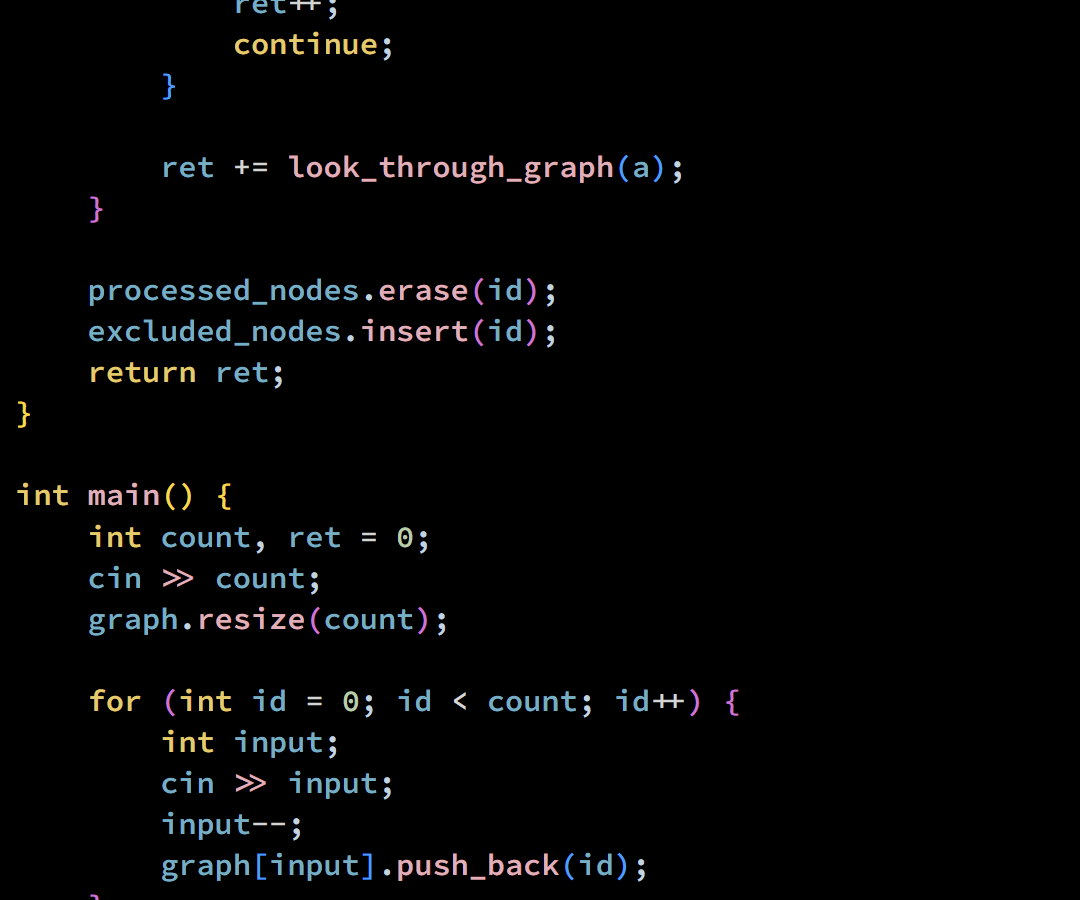 ret++;
continue;
}
ret += look_through_graph(a);
}
processed_nodes.erase(id);
excluded_nodes.insert(id);
return ret;
}
int main() {
int count, ret = 0;
cin >> count;
graph.resize(count);
for (int id = 0; id < count; id++) {
int input;
cin >> input;
input--;
graph[input].push_back(id);
}